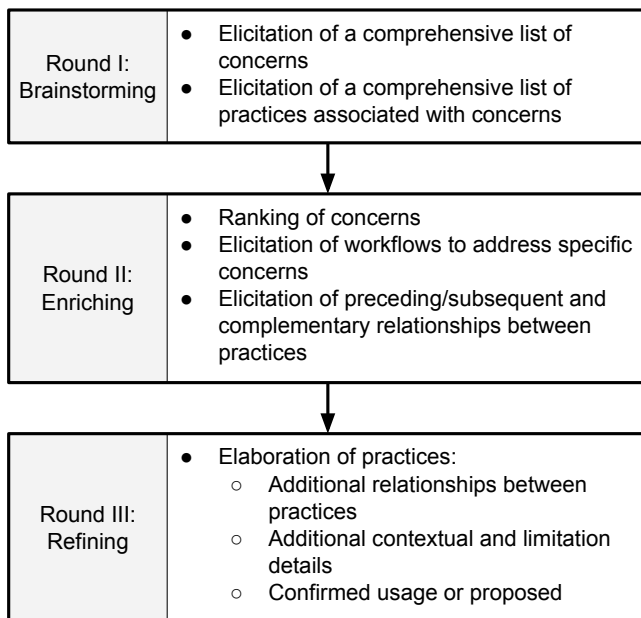 Round I:
Brainstorming
● Elicitation of a comprehensive list of
concerns
● Elicitation of a comprehensive list of
practices associated with concerns
Round II:
Enriching
● Ranking of concerns
● Elicitation of workflows to address specific
concerns
● Elicitation of preceding/subsequent and
complementary relationships between
practices
Round III:
Refining
● Elaboration of practices:
○ Additional relationships between
practices
○ Additional contextual and limitation
details
○ Confirmed usage or proposed